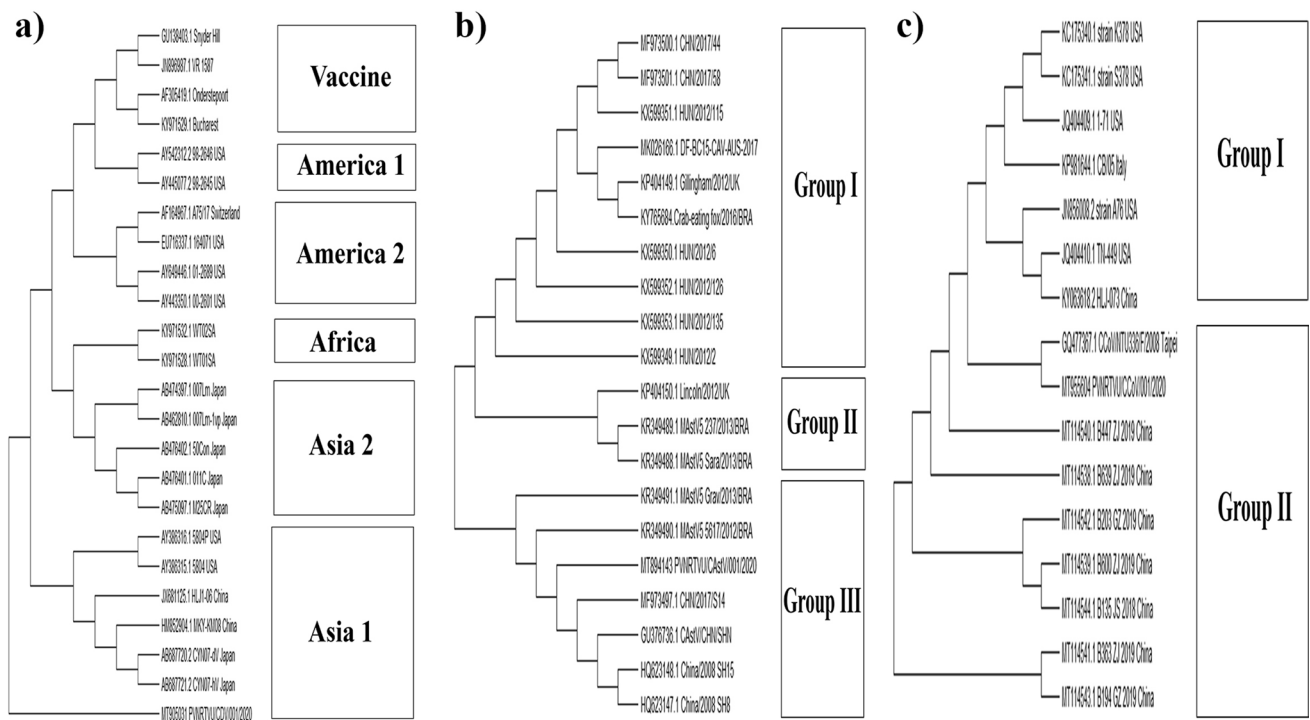 a)
GU138403.1 Snyder Hill
JN896987.1 VR 1587
AF305419.1 Onderstepoort
KY971529.1 Bucharest
AY542312.2 98-2646 USA
AY445077.2 98-2645 USA
AF164967.1 A75/17 Switzerland
EU716337.1 164071 USA
AY649446.1 01-2689 USA
AY443350.1 00-2601 USA
KY971532.1 WT02SA
KY971528.1 WT01SA
AB474397.1 007Lm Japan
AB462810.1 007Lm-1vp Japan
AB476402.1 50Con Japan
AB476401.1 011C Japan
AB475097.1 M25CR Japan
AY386316.1 5804P USA
AY386315.1 5804 USA
JX681125.1 HLJ1-06 China
HM852904.1 MKY-KM08 China
AB687720.2 CYN07-dV Japan
AB687721.2 CYN07-hV Japan
MT905031 PVNRTVU/CDV/001/2020
Vaccine
America 1
America 2
Africa
Asia 2
Asia 1
b)
MF973500.1 CHN/2017/44
MF973501.1 CHN/2017/58
KX599351.1 HUN/2012/115
MK026166.1 DF-BC15-CAV-AUS-2017
KP404149.1 Gillingham/2012/UK
KY765684 Crab-eating fox/2016/BRA
KX599350.1 HUN/2012/6
KX599352.1 HUN/2012/126
KX599353.1 HUN/2012/135
KX599349.1 HUN/2012/2
KP404150.1 Lincoln/2012/UK
KR349489.1 MAstV5 237/2013/BRA
KR349488.1 MAstV5 Sara/2013/BRA
KR349491.1 MAstV5 Grav/2013/BRA
KR349490.1 MAstV5 5617/2012/BRA
MT894143 PVNRTVU/CAstV/001/2020
MF973497.1 CHN/2017/S14
GU376736.1 CAstV/CHN/SHN
HQ623148.1 China/2008 SH15
HQ623147.1 China/2008 SH8
Group I
Group II
Group III
c)
KC175340.1 strain K378 USA
KC175341.1 strain S378 USA
JQ404409.1 1-71 USA
KP981644.1 CB/05 Italy
JN856008.2 strain A76 USA
JQ404410.1 TN-449 USA
KY063618.2 HLJ-073 China
GQ477367.1 CCoV/NTU336/F/2008 Taipei
MT955604 PVNRTVU/CCoV/001/2020
MT114540.1 B447 ZJ 2019 China
MT114538.1 B639 ZJ 2019 China
MT114542.1 B203 GZ 2019 China
MT114539.1 B600 ZJ 2019 China
MT114544.1 B135 JS 2018 China
MT114541.1 B363 ZJ 2019 China
MT114543.1 B194 GZ 2019 China
Group I
Group II